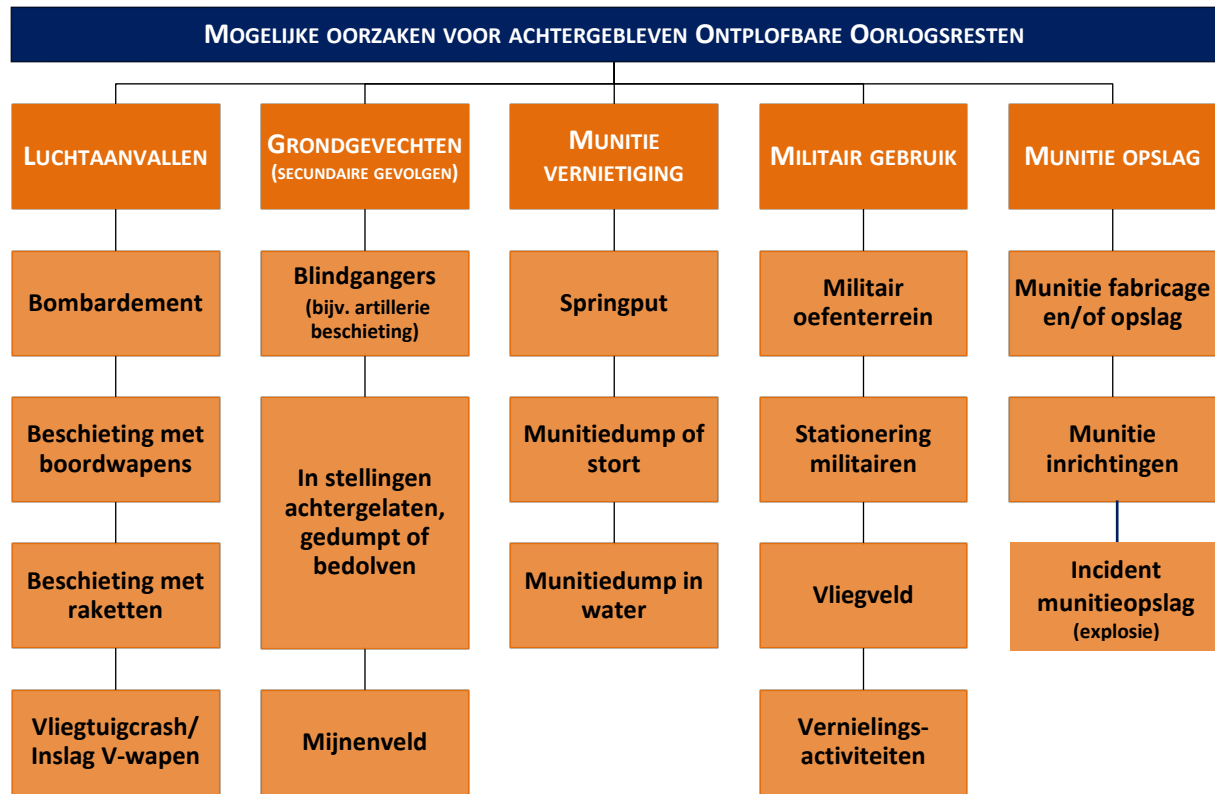 MOGELIJKE OORZAKEN VOOR ACHTERGEBLEVEN ONTPLOFBARE OORLOGSRESTEN
LUCHTAANVALLEN
GRONDGEVECHTEN
(SECUNDAIRE GEVOLGEN)
MUNITIE
VERNIETIGING
MILITAIR GEBRUIK
MUNITIE OPSLAG
Bombardement
Blindgangers
(bijv. artillerie
beschieting)
Springput
Militair
oefenterrein
Munitie fabricage
en/of opslag
Beschieting met
boordwapens
In stellingen
achtergelaten,
gedumpt of
bedolven
Munitiedump of
stort
Stationering
militairen
Munitie
inrichtingen
Beschieting met
raketten
Munitiedump in
water
Vliegveld
Incident
munitieopslag
(explosie)
Vliegtuigcrash/
Inslag V-wapen
Mijnenveld
Vernielings-
activiteiten